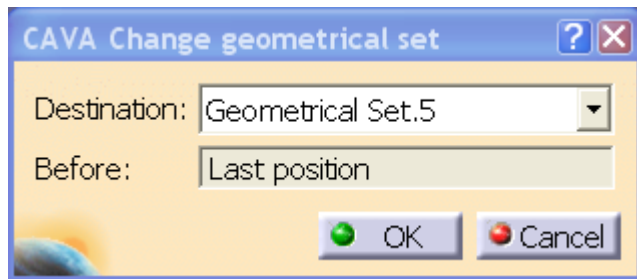 CAVA Change geometrical set ?
Destination: Geometrical Set.5
Before: Last position
OK Cancel